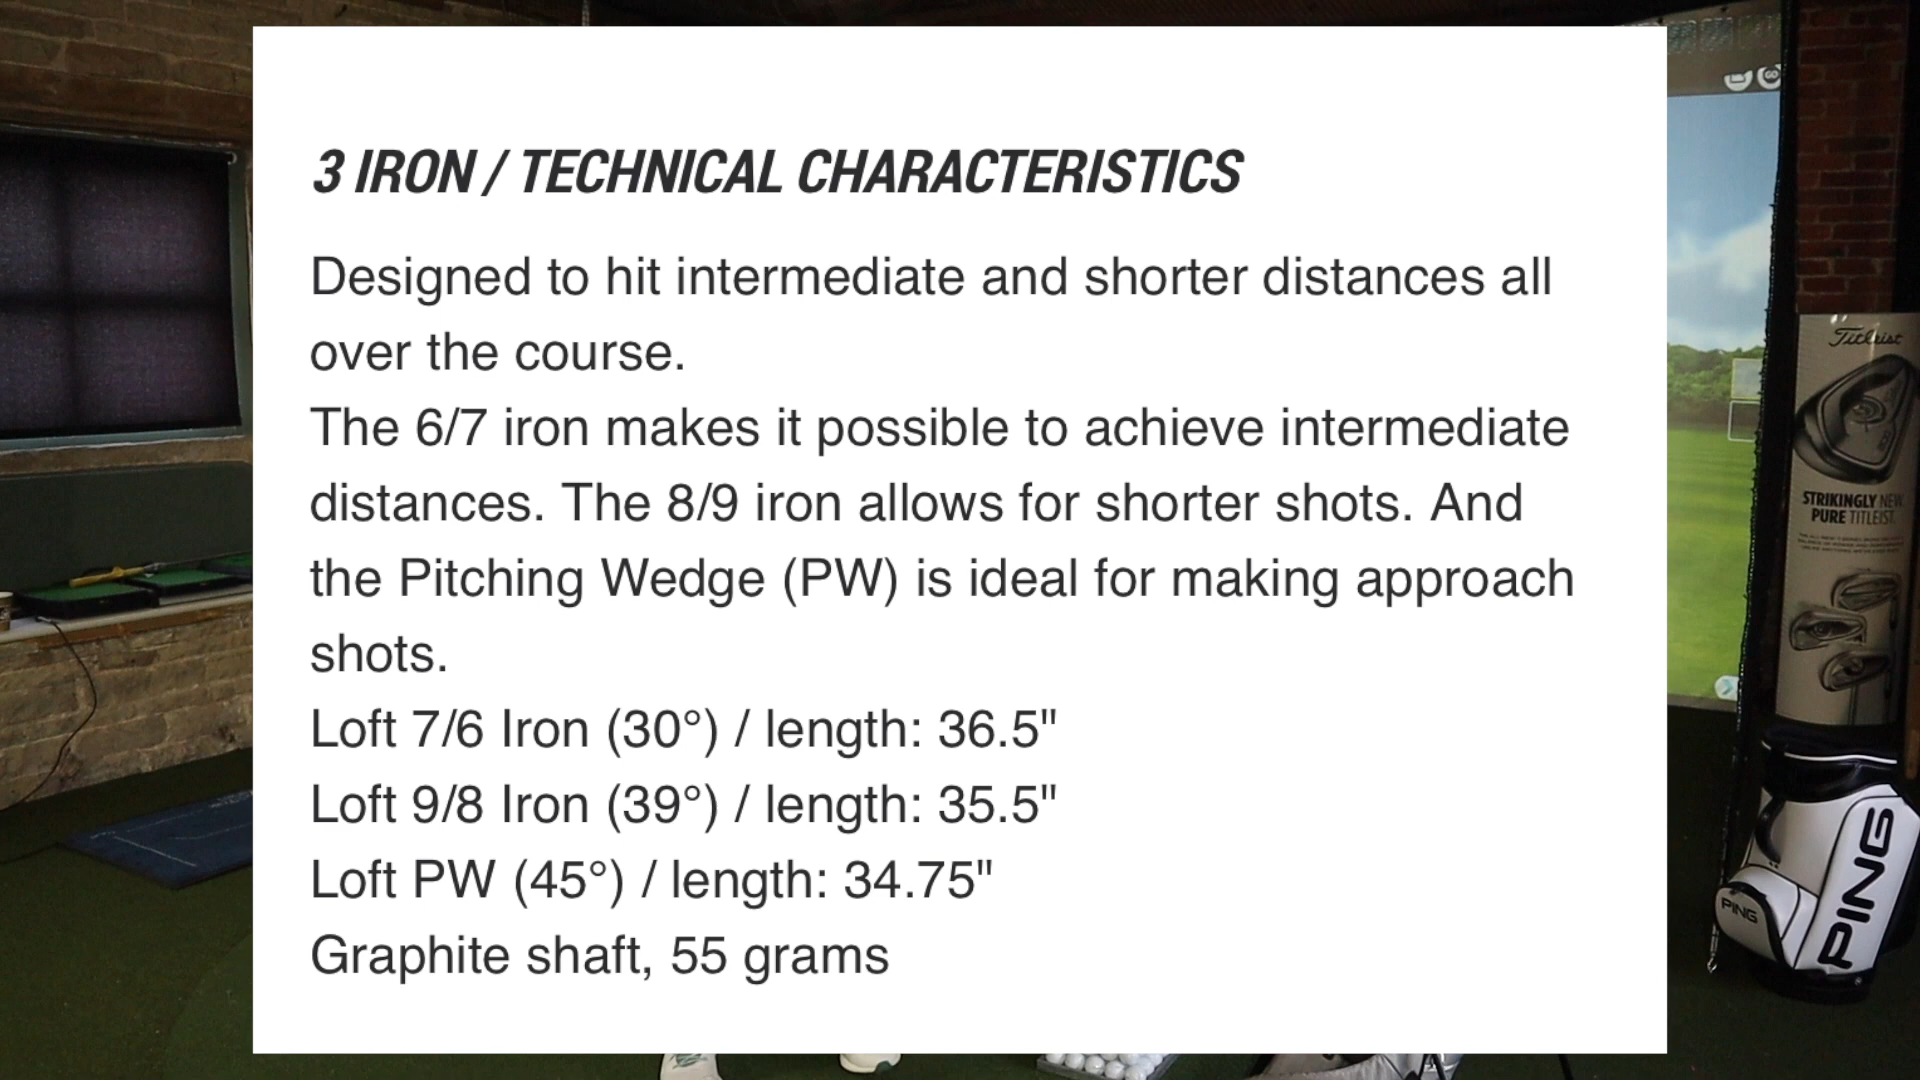 3 IRON / TECHNICAL CHARACTERISTICS
Designed to hit intermediate and shorter distances all
over the course.
The 6/7 iron makes it possible to achieve intermediate
distances. The 8/9 iron allows for shorter shots. And
the Pitching Wedge (PW) is ideal for making approach
shots.
Loft 7/6 Iron (30°) / length: 36.5"
Loft 9/8 Iron (39°) / length: 35.5"
Loft PW (45°) / length: 34.75"
Graphite shaft, 55 grams
Titleist
STRIKINGLY NEW.
PURE TITLEIST.
PING
PING